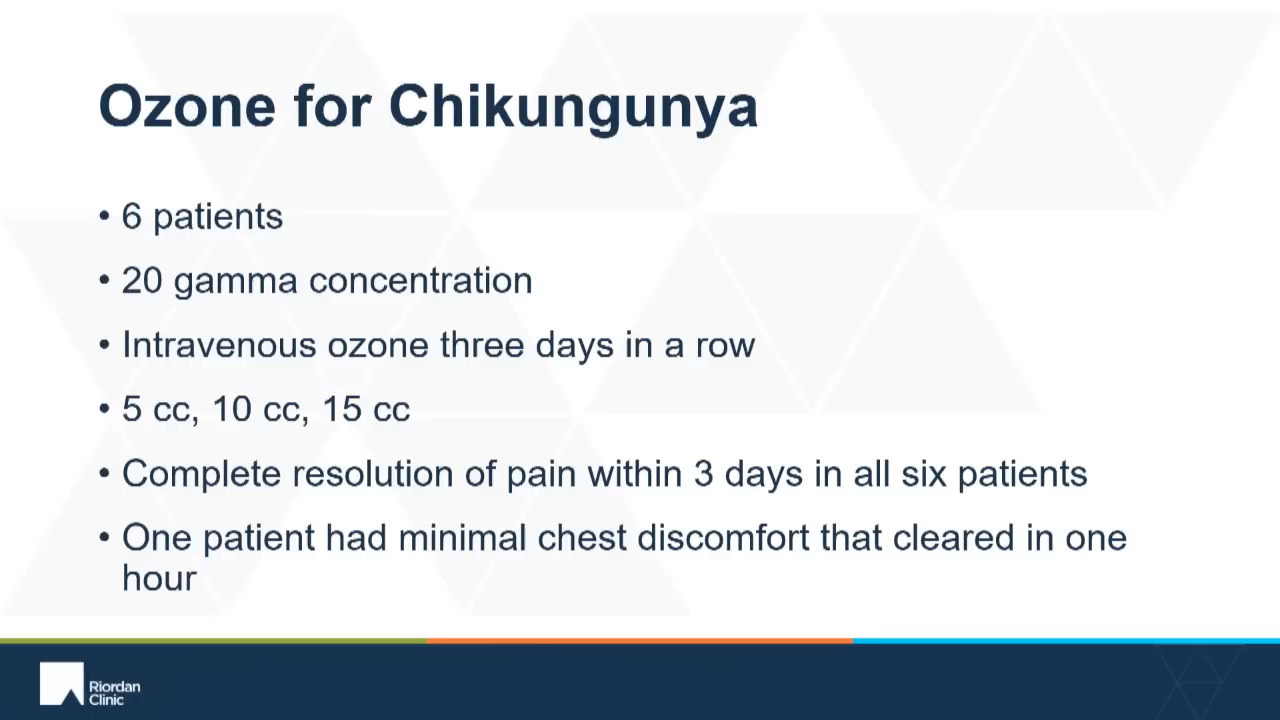 Ozone for Chikungunya
• 6 patients
• 20 gamma concentration
• Intravenous ozone three days in a row
• 5 cc, 10 cc, 15 cc
• Complete resolution of pain within 3 days in all six patients
• One patient had minimal chest discomfort that cleared in one
hour
Riordan
Clinic